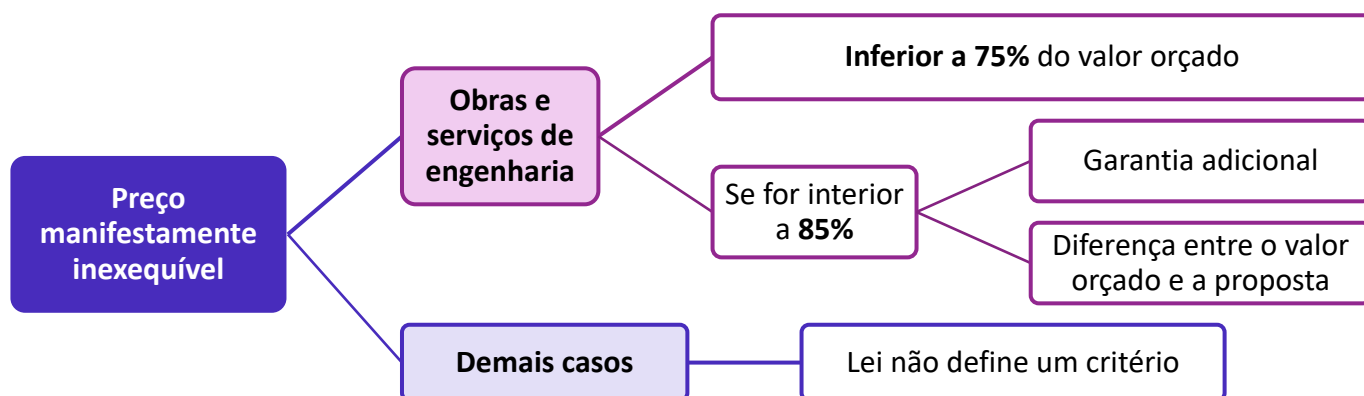 Preço
manifestamente
inexequível
Obras e
serviços de
engenharia
Inferior a 75% do valor orçado
Se for interior
a 85%
Garantia adicional
Diferença entre o valor
orçado e a proposta
Demais casos
Lei não define um critério